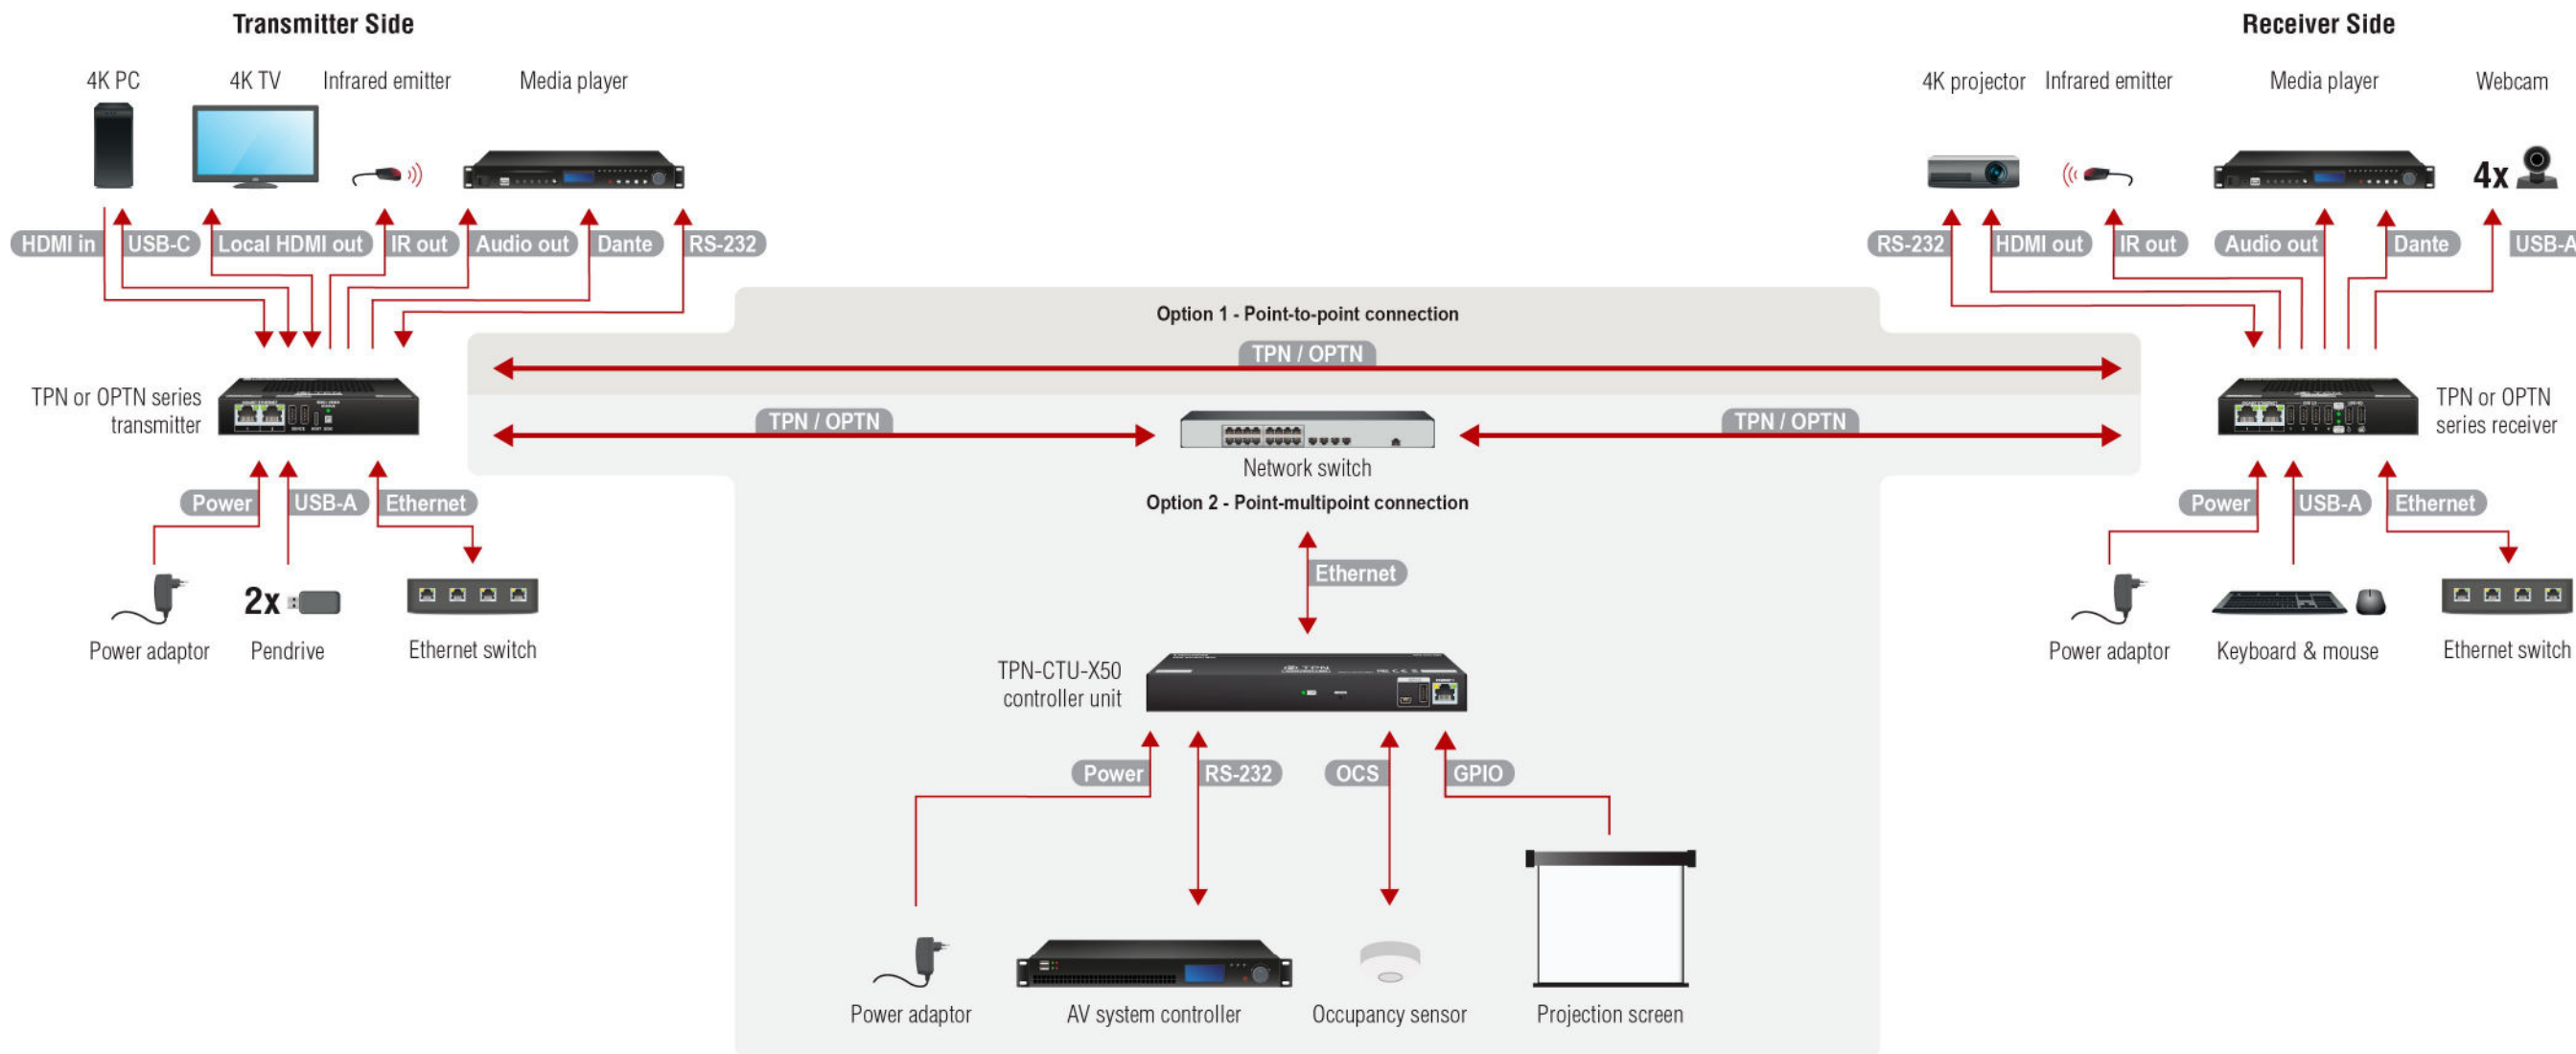 Transmitter Side
Receiver Side
4K PC
4K TV
Infrared emitter
Media player
4K projector
Infrared emitter
Media player
Webcam
4x
HDMI in
USB-C
Local HDMI out
IR out
Audio out
Dante
RS-232
RS-232
HDMI out
IR out
Audio out
Dante
USB-A
Option 1 - Point-to-point connection
TPN / OPTN
TPN or OPTN series
transmitter
TPN / OPTN
TPN / OPTN
TPN or OPTN
series receiver
Network switch
Option 2 - Point-multipoint connection
Power
USB-A
Ethernet
Power
USB-A
Ethernet
Ethernet
2x
Power adaptor
Pendrive
Ethernet switch
Power adaptor
Keyboard & mouse
Ethernet switch
TPN-CTU-X50
controller unit
TPN
Power
RS-232
OCS
GPIO
Power adaptor
AV system controller
Occupancy sensor
Projection screen